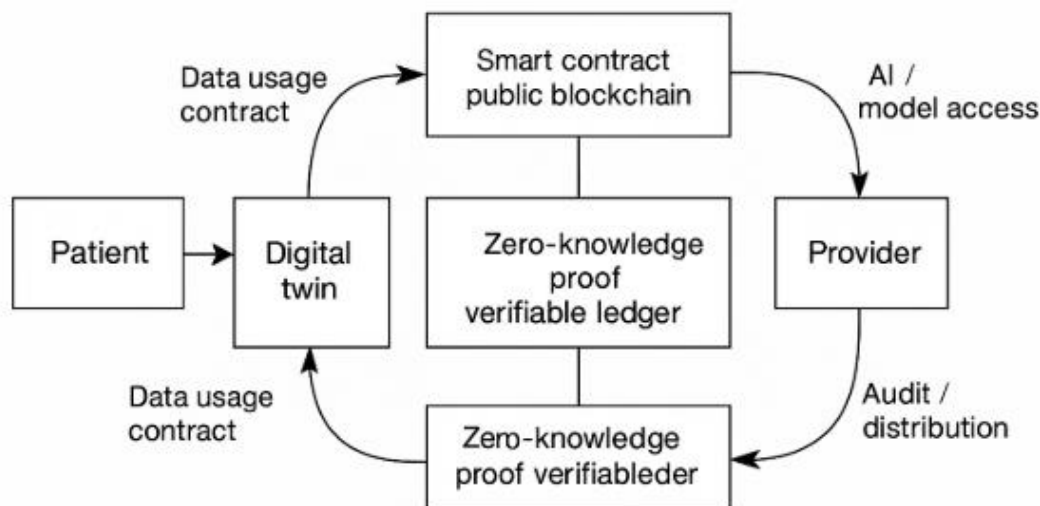 Data usage
contract
Smart contract
public blockchain
AI /
model access
Patient
Digital
twin
Zero-knowledge
proof
verifiable ledger
Provider
Data usage
contract
Zero-knowledge
proof verifiableder
Audit /
distribution